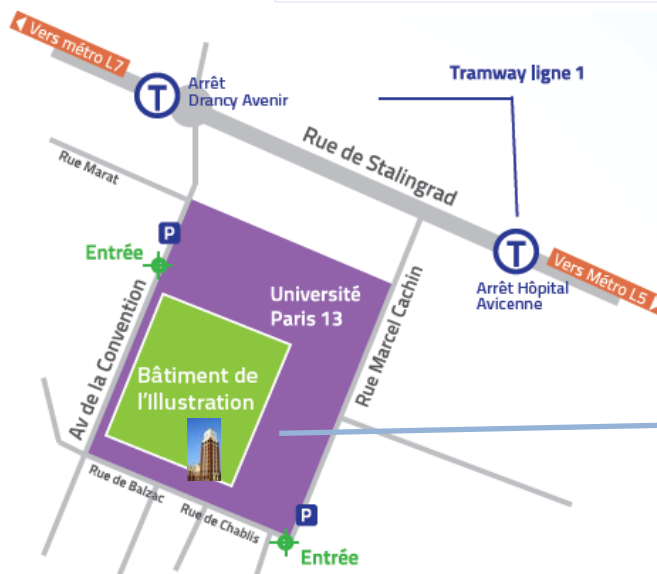 Vers métro L7
T
Arrêt
Drancy Avenir
Tramway ligne 1
Rue de Stalingrad
Rue Marat
P
Entrée
T
Arrêt Hôpital
Avicenne
Vers Métro L5
Université
Paris 13
Rue Marcel Cachin
Av de la Convention
Bâtiment de
l'Illustration
Rue de Balzac
Rue de Chablis
P
Entrée